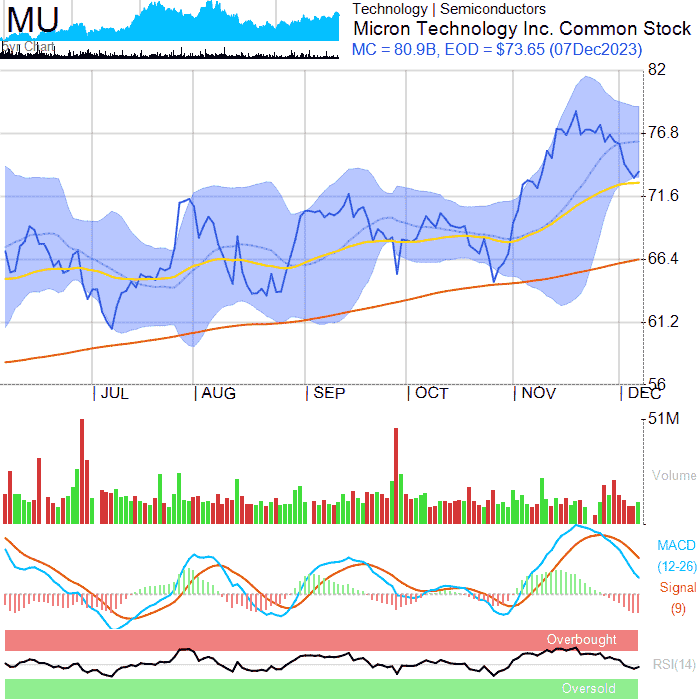 MU
Technology | Semiconductors
Micron Technology Inc. Common Stock
MC = 80.9B, EOD = $73.65 (07Dec2023)
82
76.8
71.6
66.4
61.2
56
JUL AUG SEP OCT NOV DEC
51M
Volume
MACD
(12-26)
Signal
(9)
Overbought
RSI(14)
Oversold